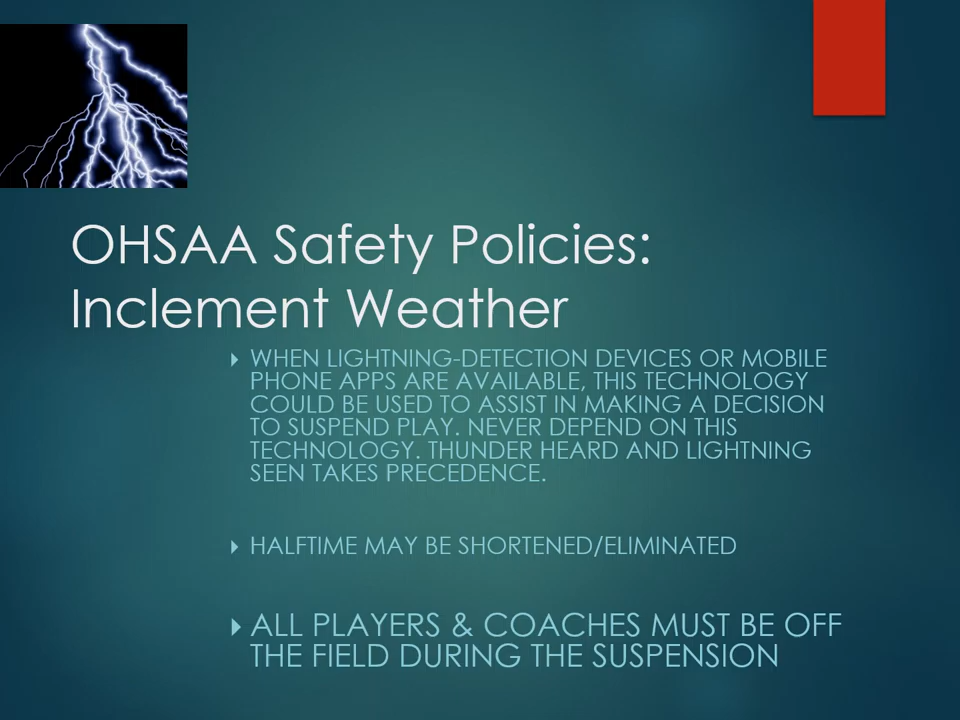 OHSAA Safety Policies:
Inclement Weather
WHEN LIGHTNING-DETECTION DEVICES OR MOBILE
PHONE APPS ARE AVAILABLE, THIS TECHNOLOGY
COULD BE USED TO ASSIST IN MAKING A DECISION
TO SUSPEND PLAY. NEVER DEPEND ON THIS
TECHNOLOGY. THUNDER HEARD AND LIGHTNING
SEEN TAKES PRECEDENCE.
HALFTIME MAY BE SHORTENED/ELIMINATED
ALL PLAYERS & COACHES MUST BE OFF
THE FIELD DURING THE SUSPENSION